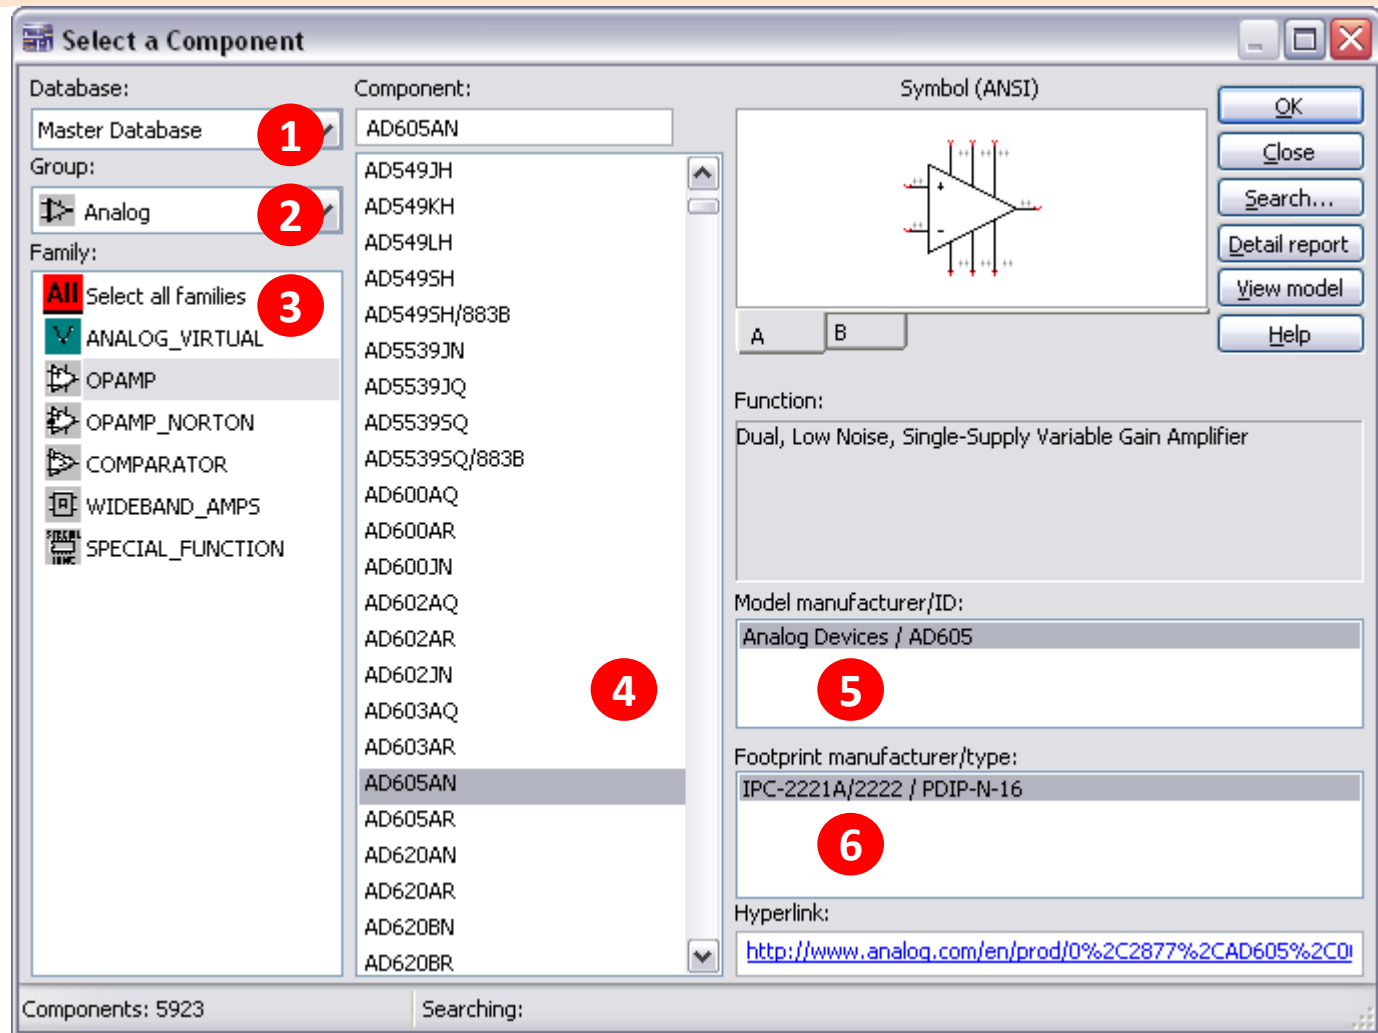 Select a Component
Database:
Master Database
1
Group:
Analog
2
Family:
All Select all families
3
ANALOG_VIRTUAL
OPAMP
OPAMP_NORTON
COMPARATOR
WIDEBAND_AMPS
SPECIAL_FUNCTION
Component:
AD605AN
AD549JH
AD549KH
AD549LH
AD549SH
AD549SH/883B
AD5539JN
AD5539JQ
AD5539SQ
AD5539SQ/883B
AD600AQ
AD600AR
AD600JN
AD602AQ
AD602AR
AD602JN
4
AD603AQ
AD603AR
AD605AN
AD605AR
AD620AN
AD620AR
AD620BN
AD620BR
Symbol (ANSI)
A
B
OK
Close
Search...
Detail report
View model
Help
Function:
Dual, Low Noise, Single-Supply Variable Gain Amplifier
Model manufacturer/ID:
Analog Devices / AD605
5
Footprint manufacturer/type:
IPC-2221A/2222 / PDIP-N-16
6
Hyperlink:
http://www.analog.com/en/prod/0%2C2877%2CAD605%2C0
Components: 5923
Searching: